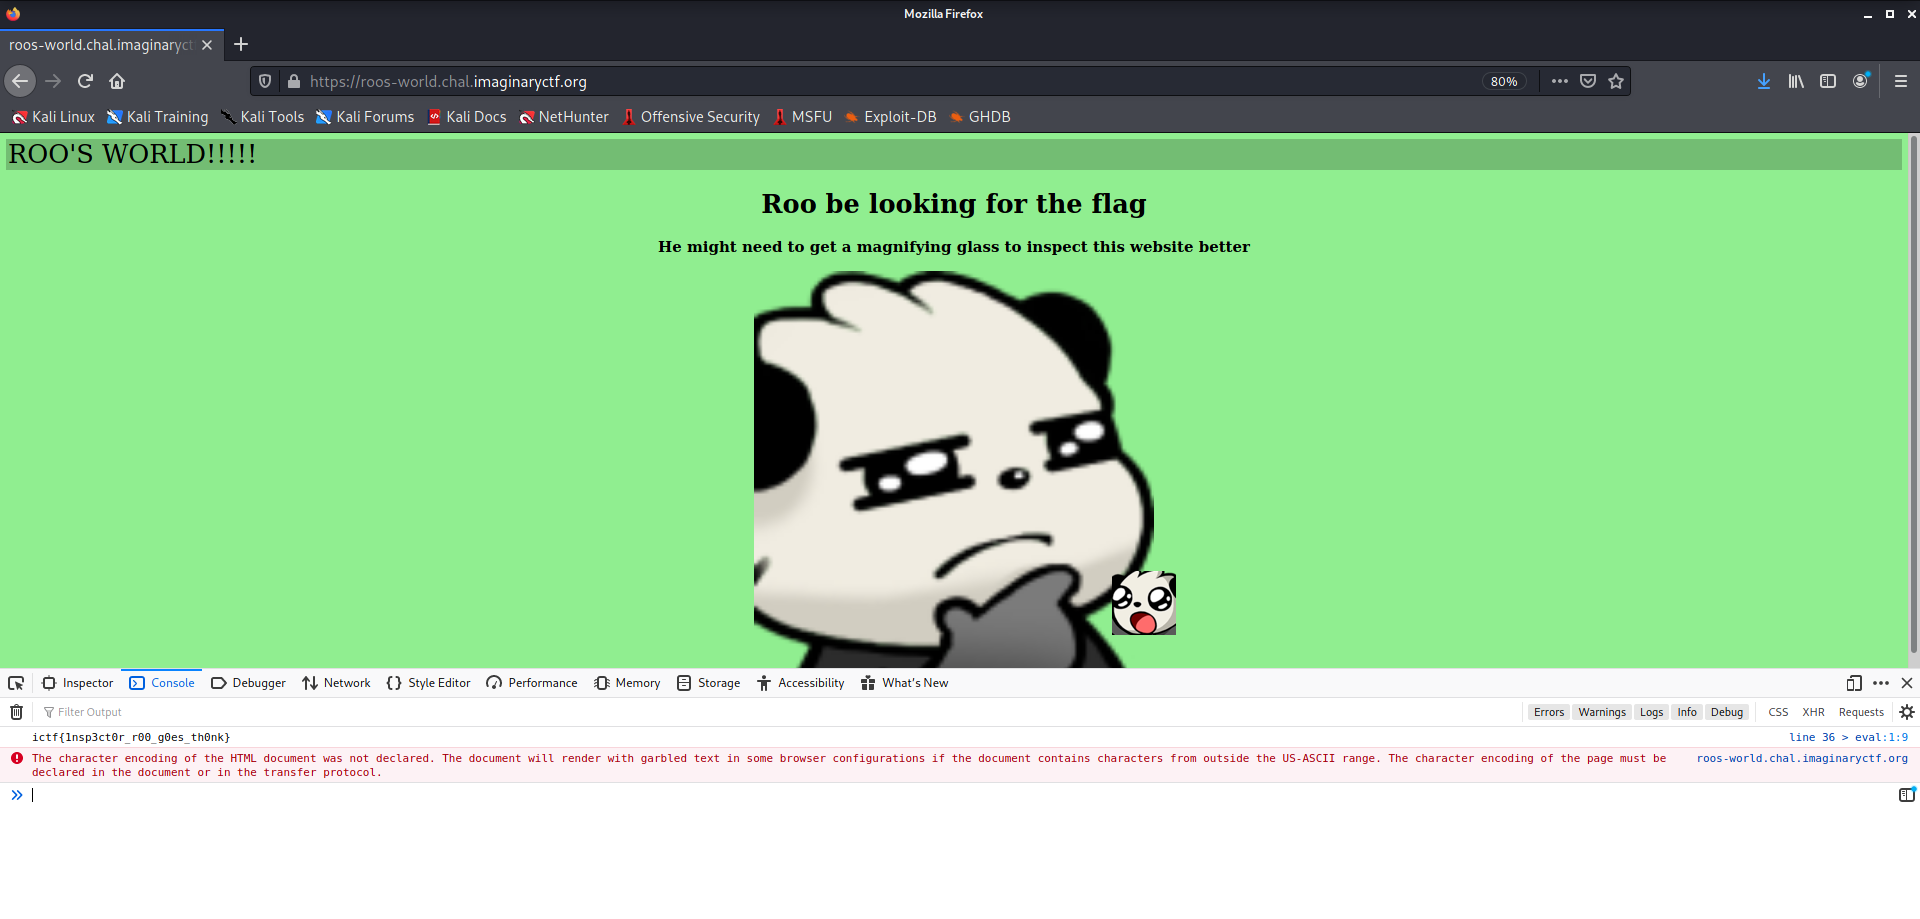 Mozilla Firefox
roos-world.chal.imaginaryct
https://roos-world.chal.imaginaryctf.org 80%
Kali Linux Kali Training Kali Tools Kali Forums Kali Docs NetHunter Offensive Security MSFU Exploit-DB GHDB
ROO'S WORLD!!!!!
Roo be looking for the flag
He might need to get a magnifying glass to inspect this website better
Inspector Console Debugger Network Style Editor Performance Memory Storage Accessibility What's New
Filter Output Errors Warnings Logs Info Debug CSS XHR Requests
ictf{1nsp3ct0r_r00_g0es_th0nk} line 36 > eval:1:9
The character encoding of the HTML document was not declared. The document will render with garbled text in some browser configurations if the document contains characters from outside the US-ASCII range. The character encoding of the page must be roos-world.chal.imaginaryctf.org
declared in the document or in the transfer protocol.